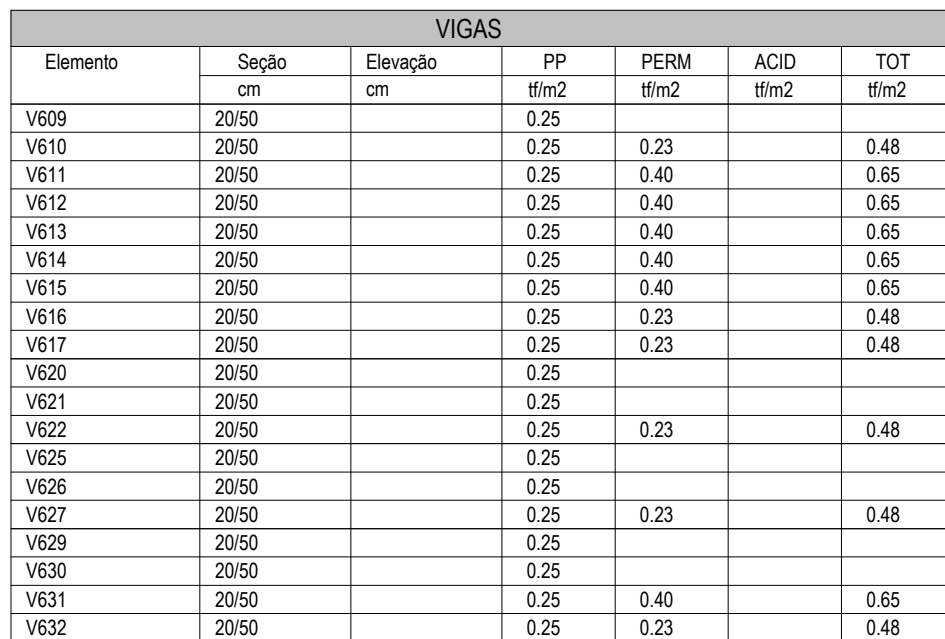 VIGAS
Elemento Seção Elevação PP PERM ACID TOT
cm cm tf/m2 tf/m2 tf/m2 tf/m2
V609 20/50 0.25
V610 20/50 0.25 0.23 0.48
V611 20/50 0.25 0.40 0.65
V612 20/50 0.25 0.40 0.65
V613 20/50 0.25 0.40 0.65
V614 20/50 0.25 0.40 0.65
V615 20/50 0.25 0.40 0.65
V616 20/50 0.25 0.23 0.48
V617 20/50 0.25 0.23 0.48
V620 20/50 0.25
V621 20/50 0.25
V622 20/50 0.25 0.23 0.48
V625 20/50 0.25
V626 20/50 0.25
V627 20/50 0.25 0.23 0.48
V629 20/50 0.25
V630 20/50 0.25
V631 20/50 0.25 0.40 0.65
V632 20/50 0.25 0.23 0.48